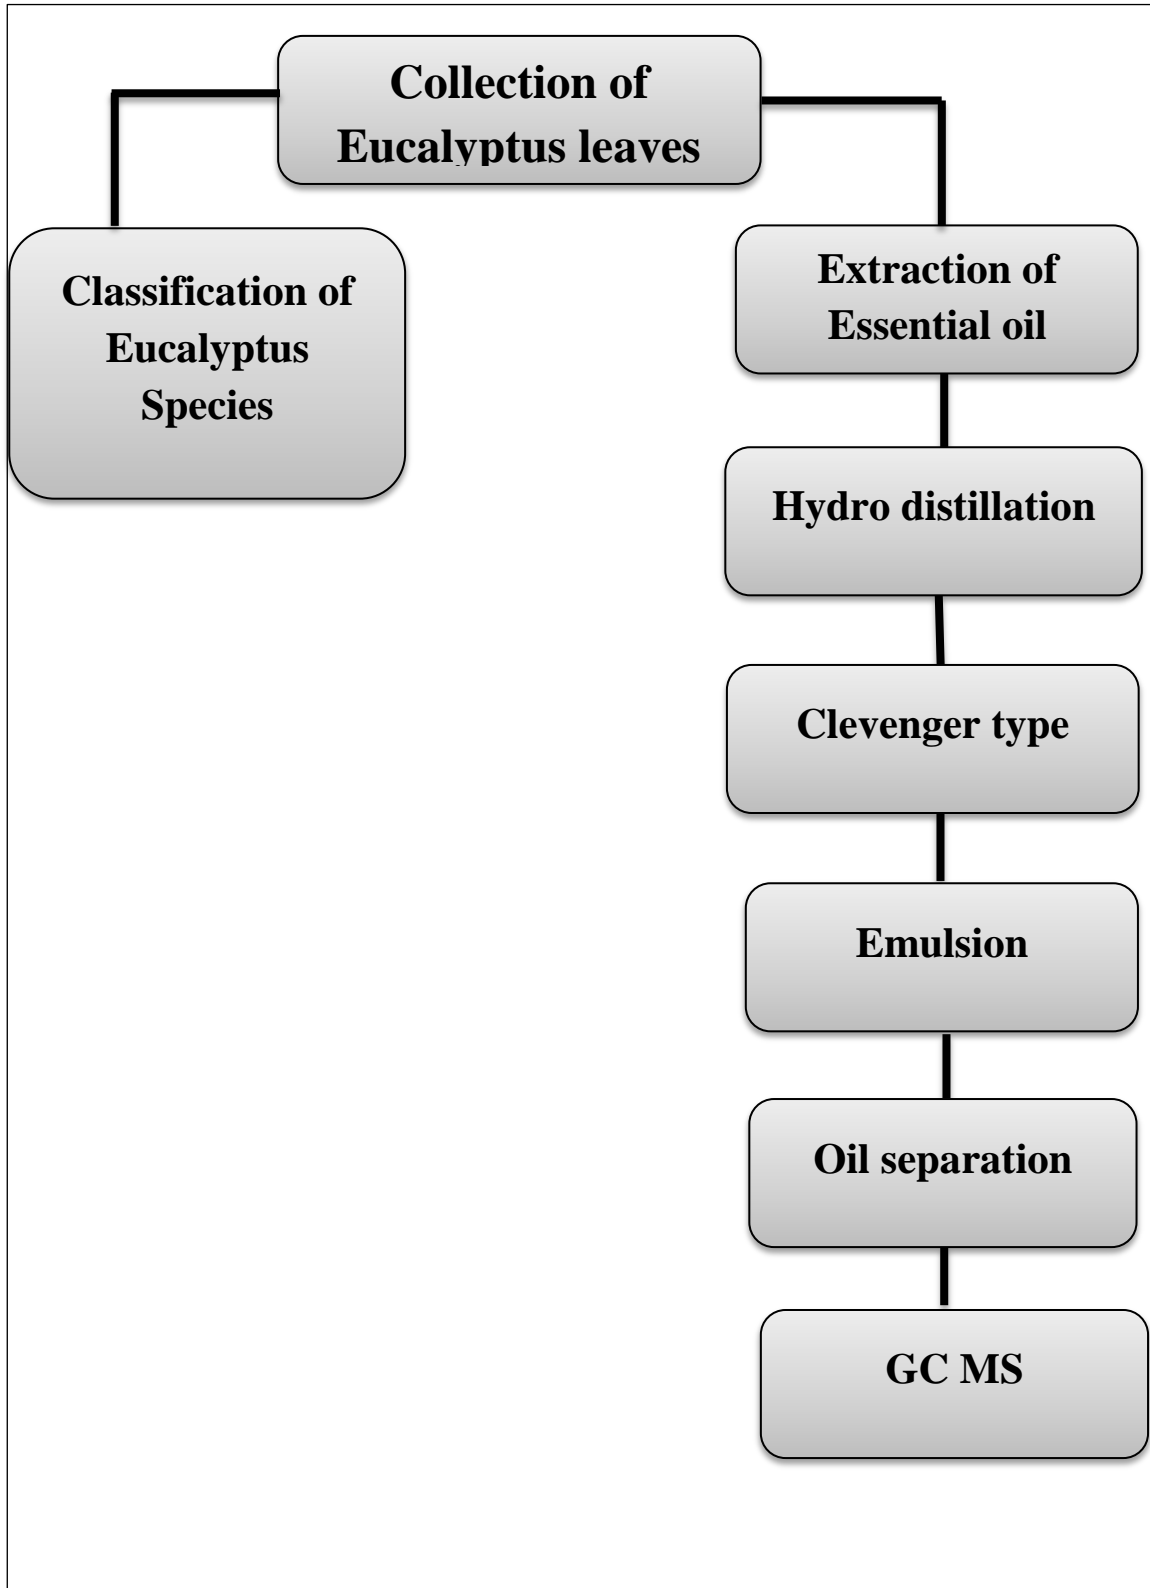 Collection of
Eucalyptus leaves
Classification of
Eucalyptus
Species
Extraction of
Essential oil
Hydro distillation
Clevenger type
Emulsion
Oil separation
GC MS